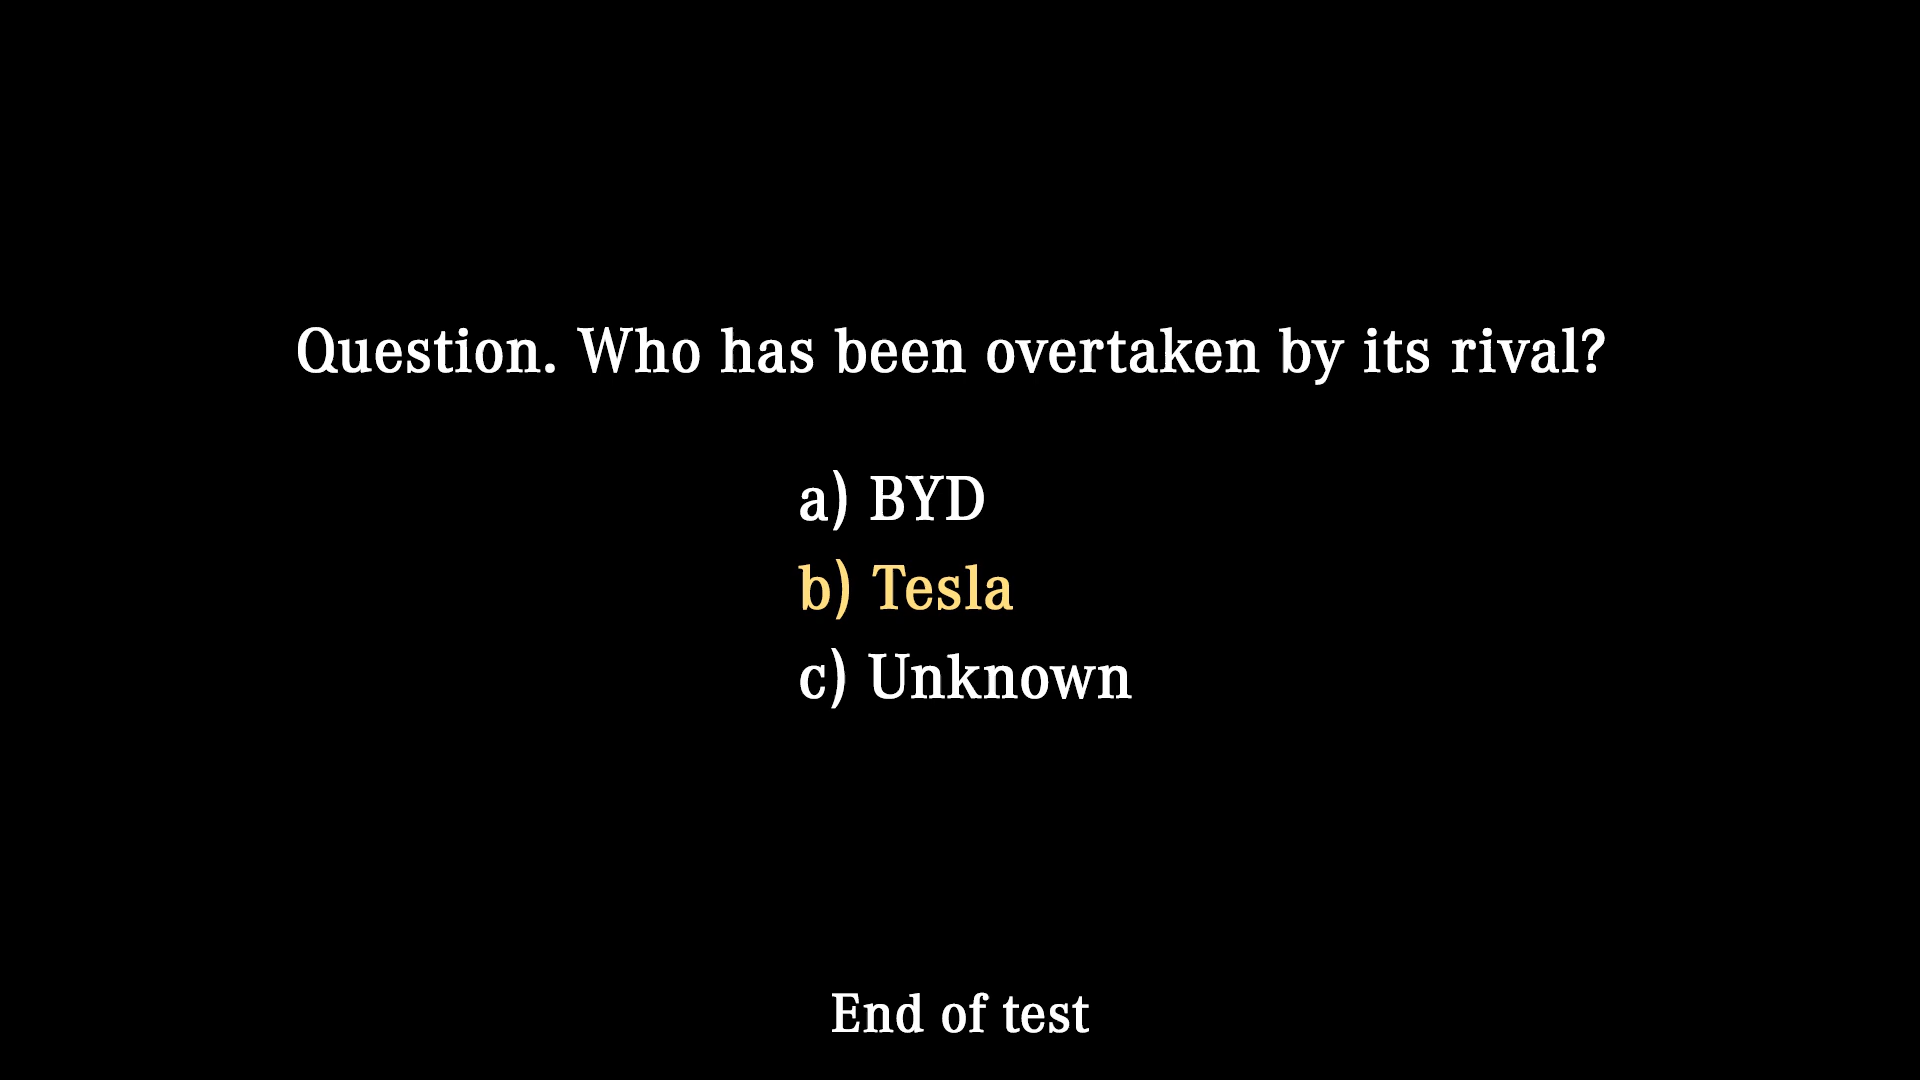 Question. Who has been overtaken by its rival?
a) BYD
b) Tesla
c) Unknown
End of test